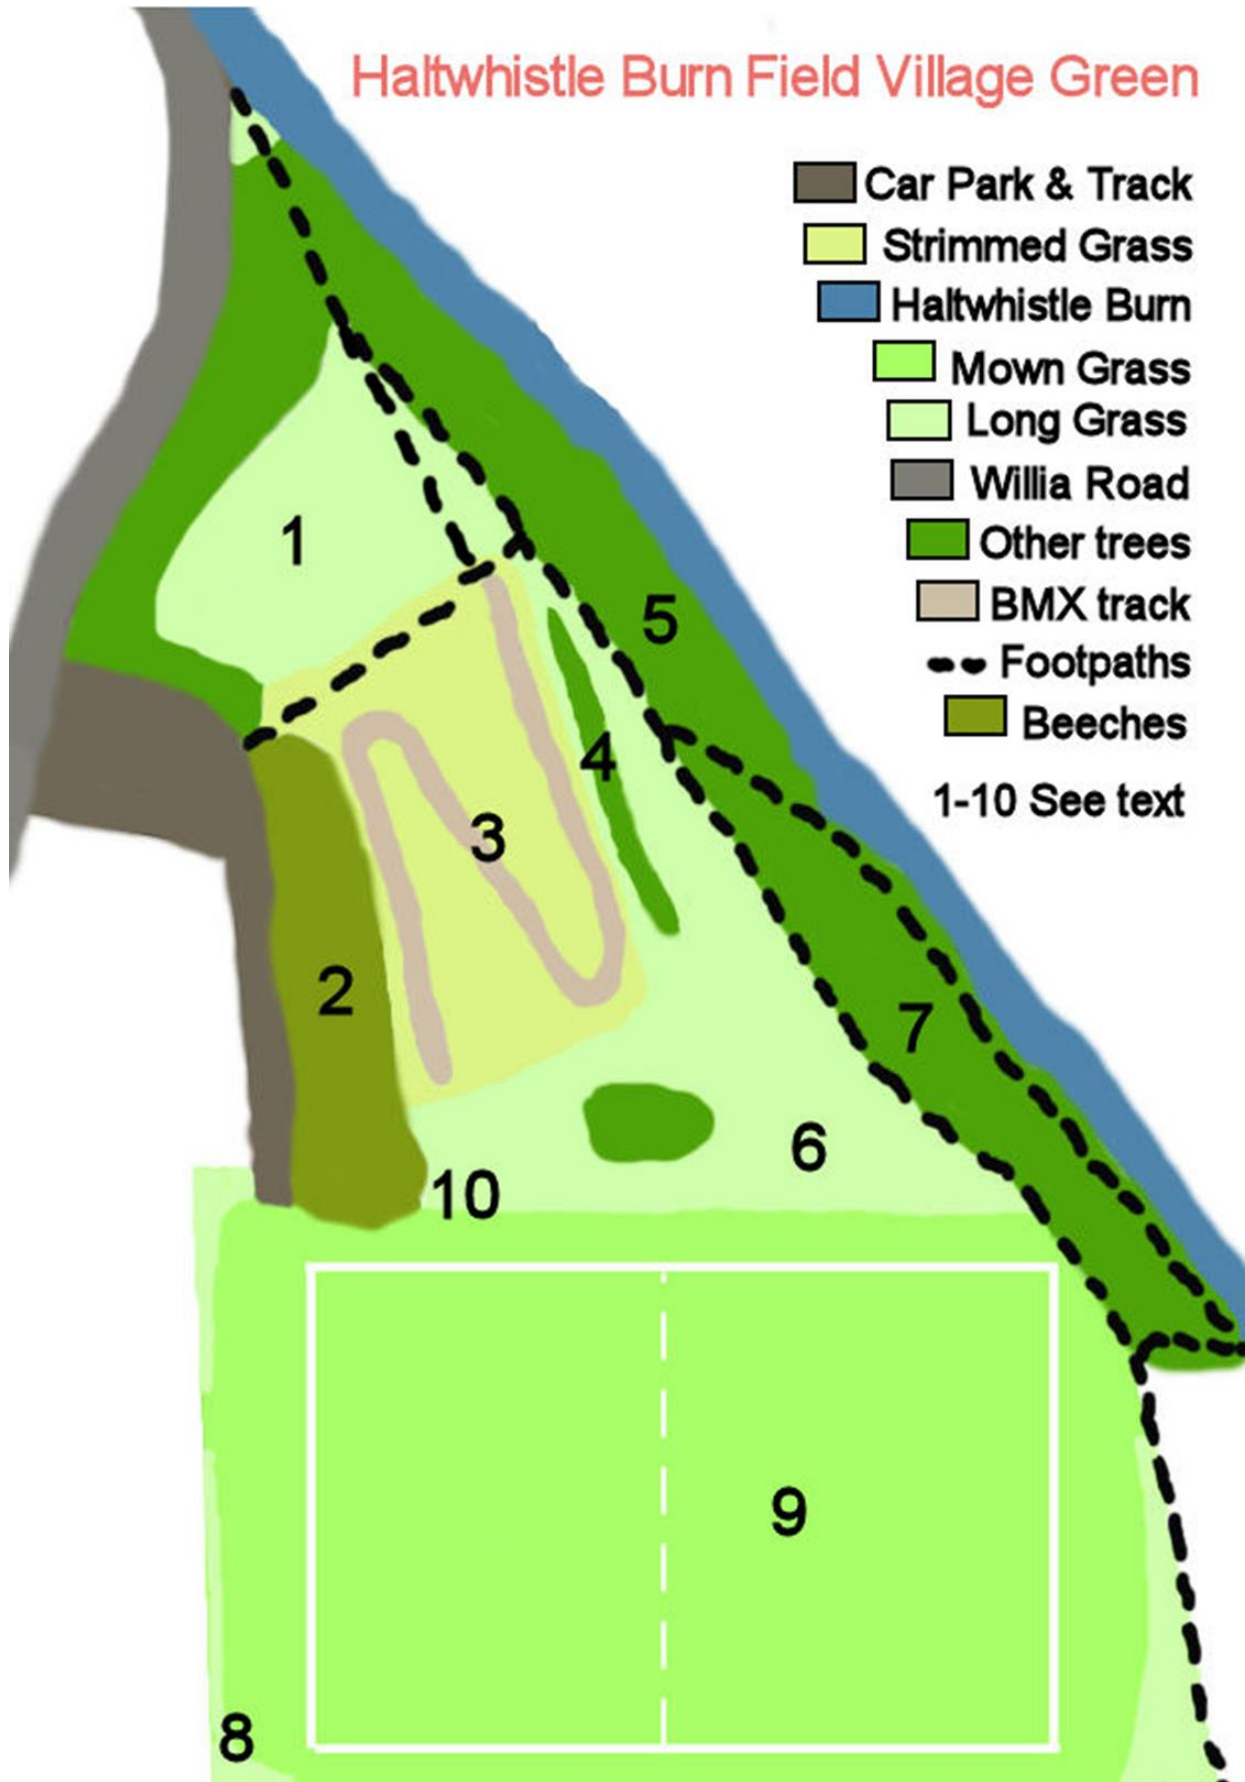 Haltwhistle Burn Field Village Green
Car Park & Track
Strimmed Grass
Haltwhistle Burn
Mown Grass
Long Grass
Willia Road
Other trees
BMX track
Footpaths
Beeches
1-10 See text
1
5
4
3
2
7
6
10
9
8